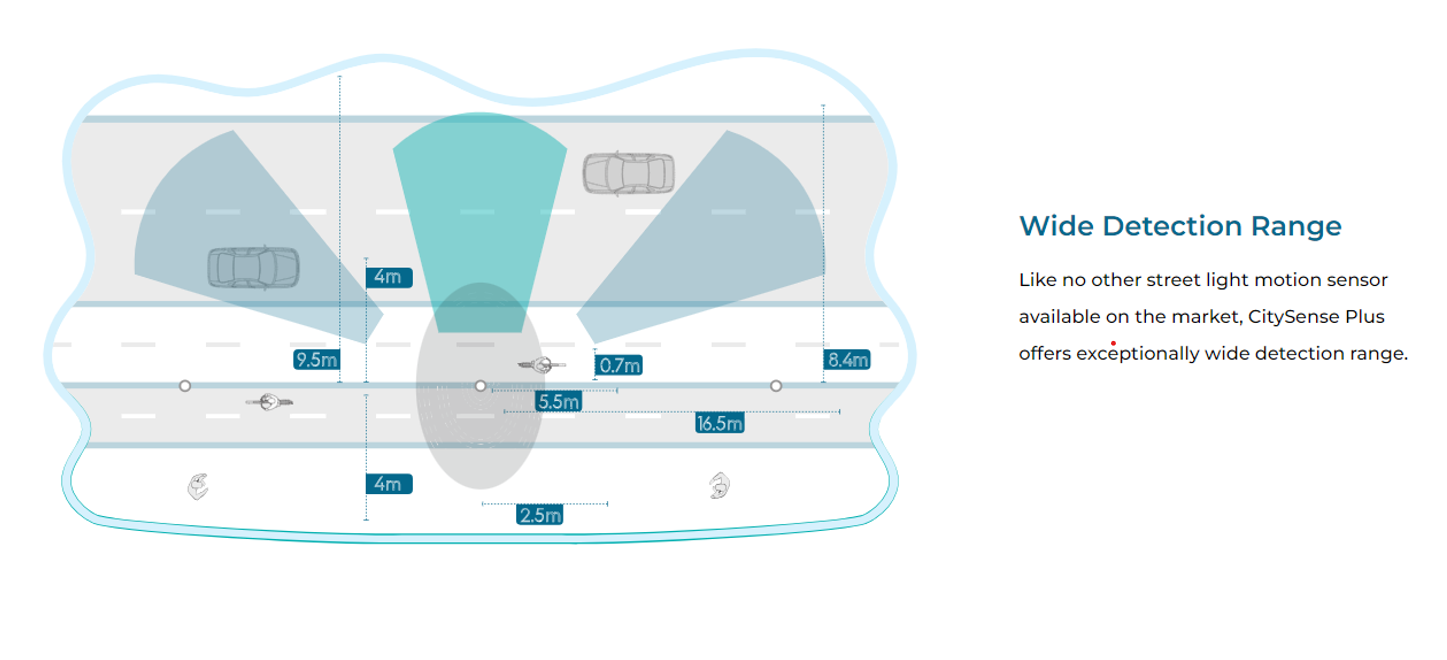 4m
9.5m
0.7m
8.4m
5.5m
16.5m
4m
2.5m
Wide Detection Range
Like no other street light motion sensor
available on the market, CitySense Plus
offers exceptionally wide detection range.